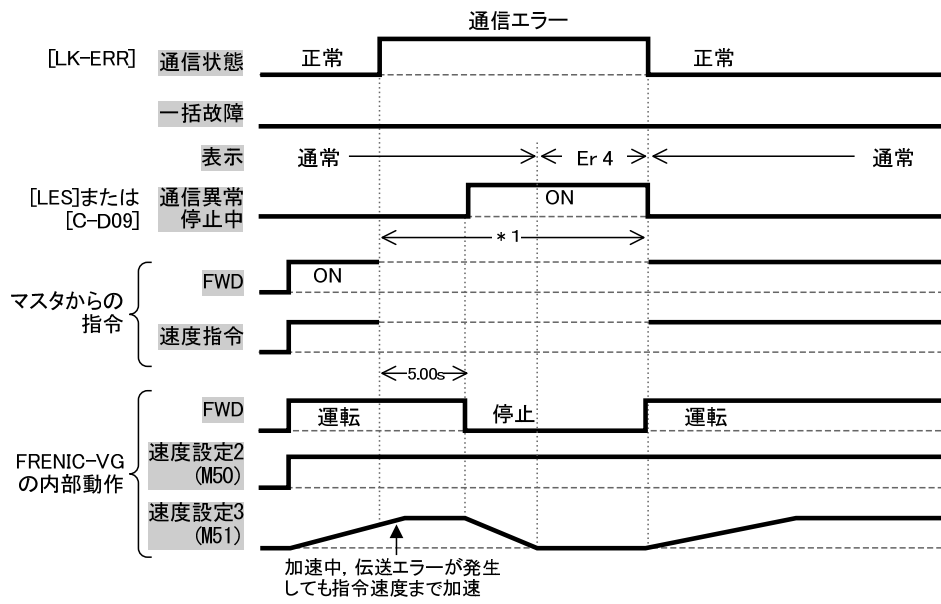 通信エラー
[LK-ERR] 通信状態 正常 正常
一括故障
表示 通常 Er 4 通常
[LES]または
[C-D09]
通信異常
停止中
ON
＊1
マスタからの
指令
FWD ON
速度指令
5.00s
FWD 運転 停止 運転
FRENIC-VG
の内部動作
速度設定2
(M50)
速度設定3
(M51)
加速中，伝送エラーが発生
しても指令速度まで加速